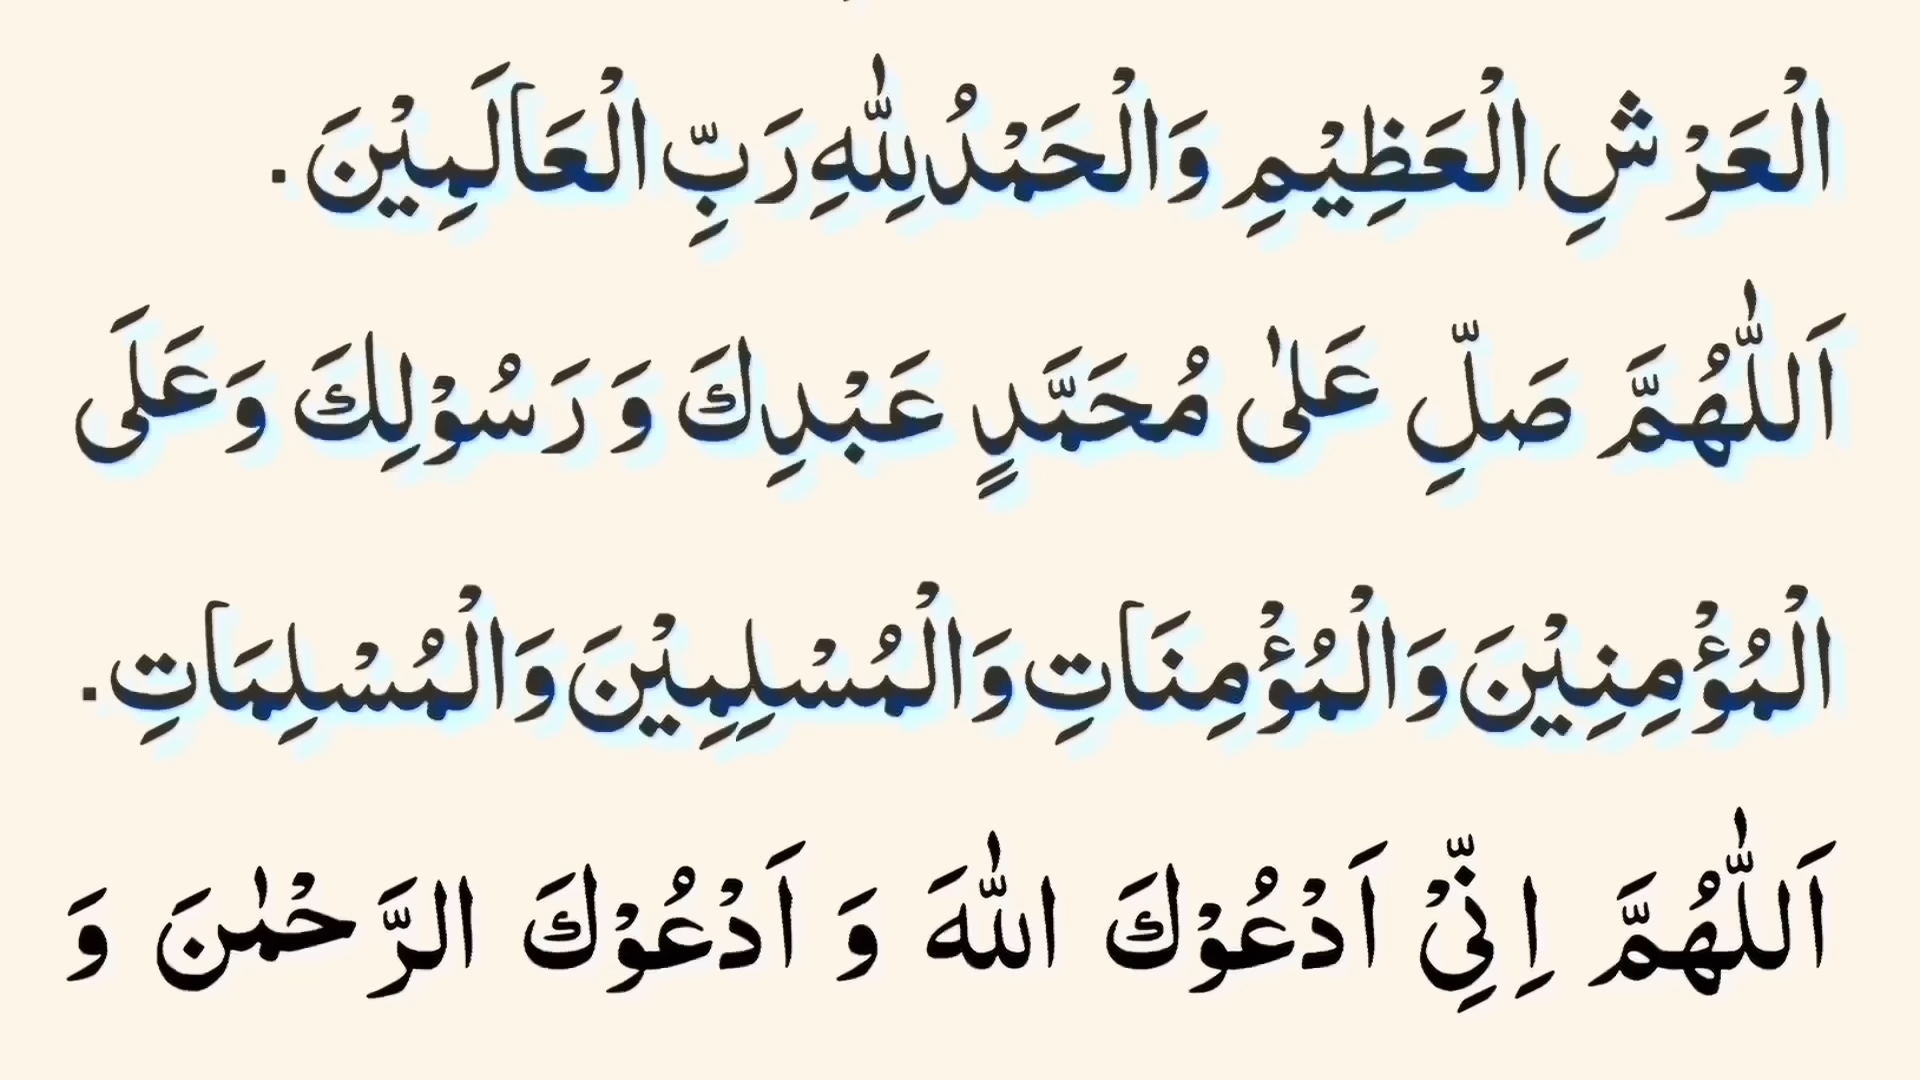 الْعَرْشِ الْعَظِيْمِ وَالْحَمْدُ لِلّٰهِ رَبِّ الْعَالَمِيْنَ.
اَللّٰهُمَّ صَلِّ عَلٰى مُحَمَّدٍ عَبْدِكَ وَ رَسُوْلِكَ وَعَلَى
الْمُؤْمِنِيْنَ وَالْمُؤْمِنَاتِ وَالْمُسْلِمِيْنَ وَالْمُسْلِمَاتِ.
اَللّٰهُمَّ اِنِّيْ اَدْعُوْكَ اللّٰهَ وَ اَدْعُوْكَ الرَّحْمٰنَ وَ